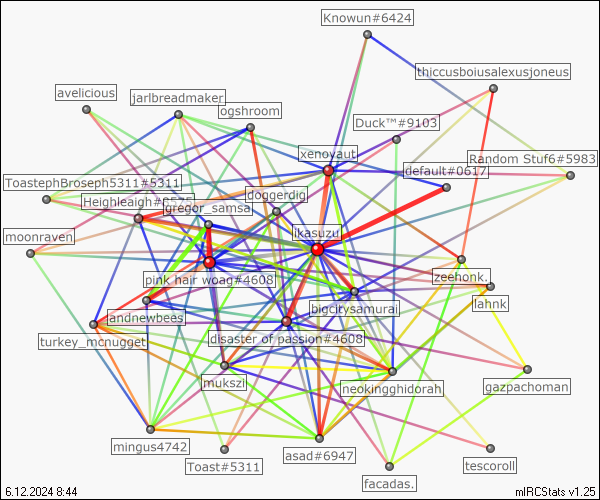 Knowun#6424
thiccusboiusalexusjoneus
avelicious
jarlbreadmaker
ogshroom
Duck™#9103
xenovaut
Random Stuf6#5983
default#0617
ToastephBroseph5311#5311
doggerdig
gregor_samsa
ikasuzu
moonraven
pink hair woag#4608
zeehonk.
lahnk
andnewbees
bigcitysamurai
turkey_mcnugget
disaster of passion#4608
mukszi
neokingghidorah
gazpachoman
mingus4742
asad#6947
Toast#5311
tescoroll
facadas.
6.12.2024 8:44
mIRCStats v1.25